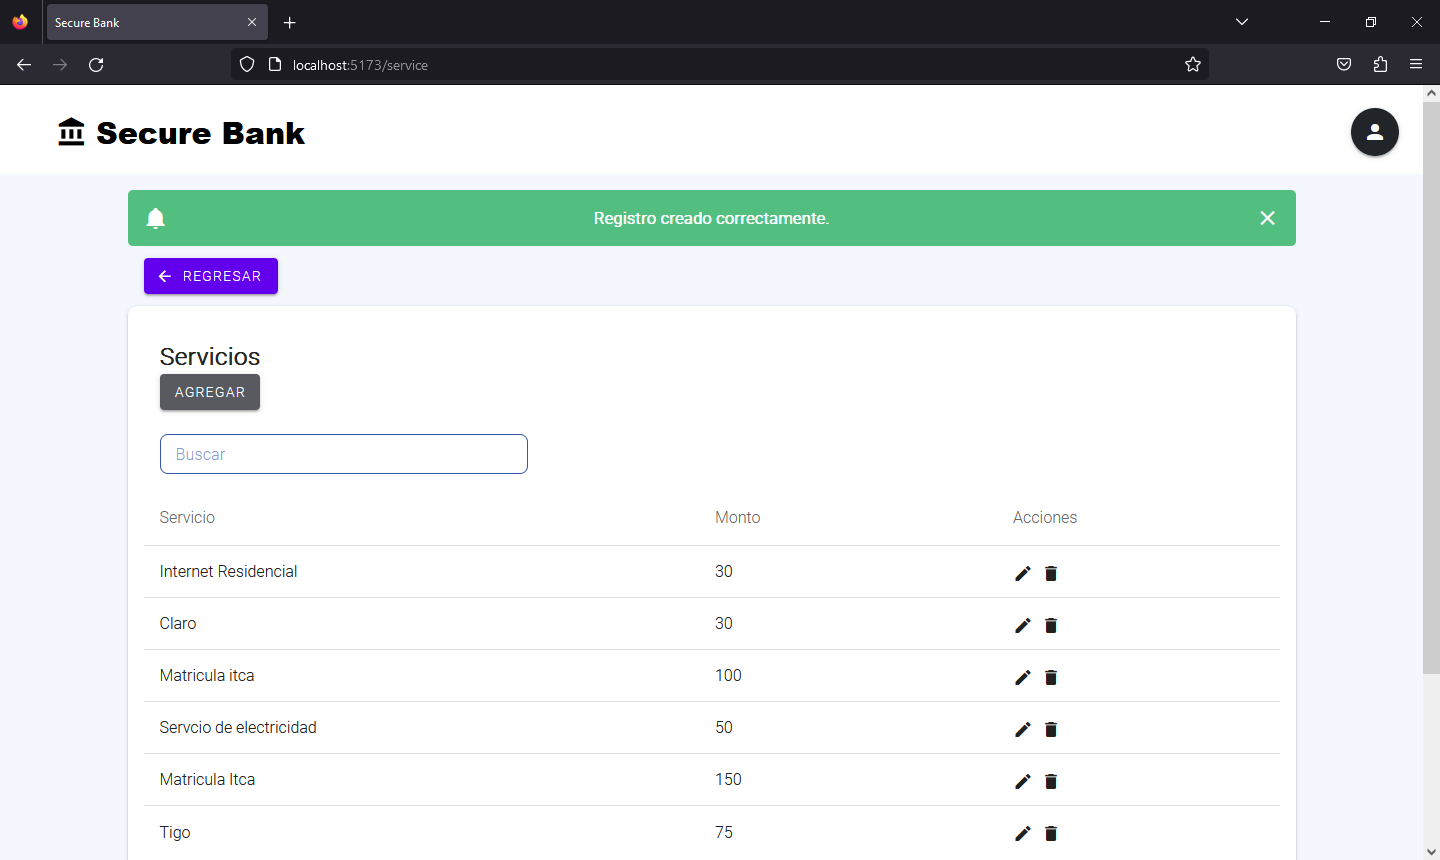 Secure Bank
localhost:5173/service
Secure Bank
Registro creado correctamente.
REGRESAR
Servicios
AGREGAR
Buscar
Servicio Monto Acciones
Internet Residencial 30
Claro 30
Matricula itca 100
Servcio de electricidad 50
Matricula Itca 150
Tigo 75